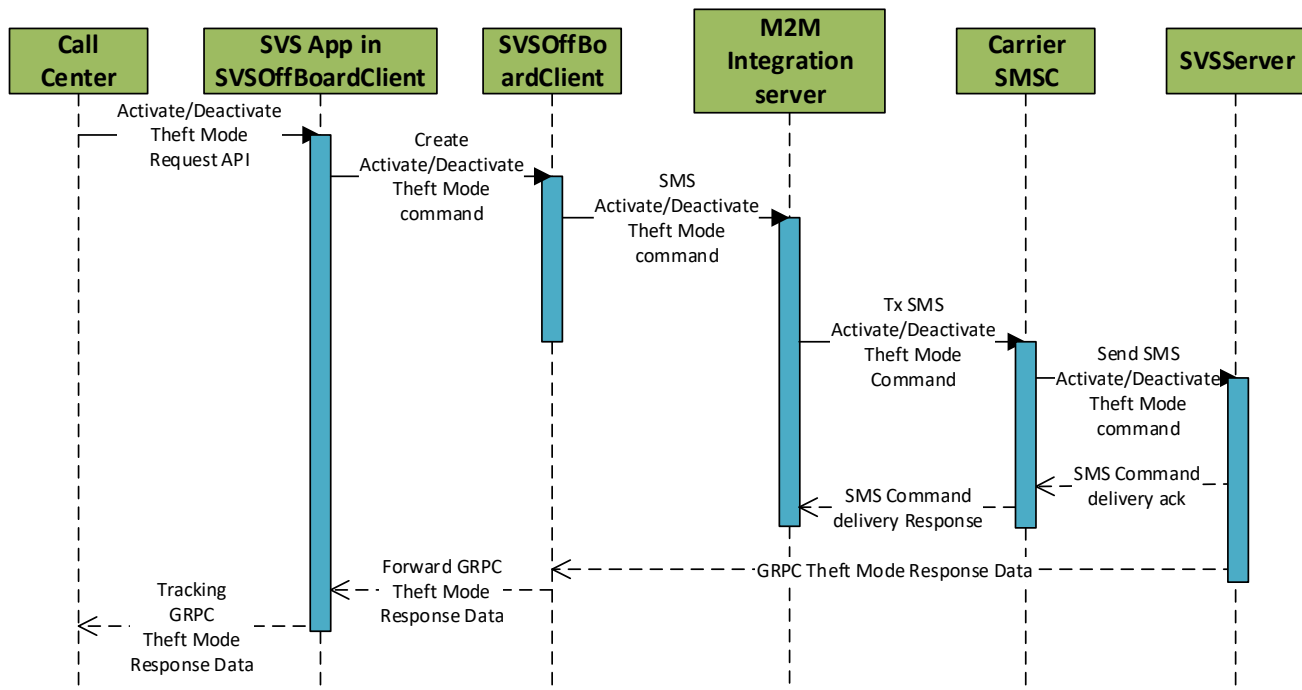 Call
Center
SVS App in
SVSOffBoardClient
SVSOffBo
ardClient
M2M
Integration
server
Carrier
SMSC
SVSServer
Activate/Deactivate
Theft Mode
Request API
Create
Activate/Deactivate
Theft Mode
command
SMS
Activate/Deactivate
Theft Mode
command
Tx SMS
Activate/Deactivate
Theft Mode
Command
Send SMS
Activate/Deactivate
Theft Mode
command
SMS Command
delivery ack
SMS Command
delivery Response
GRPC Theft Mode Response Data
Forward GRPC
Theft Mode
Response Data
Tracking
GRPC
Theft Mode
Response Data